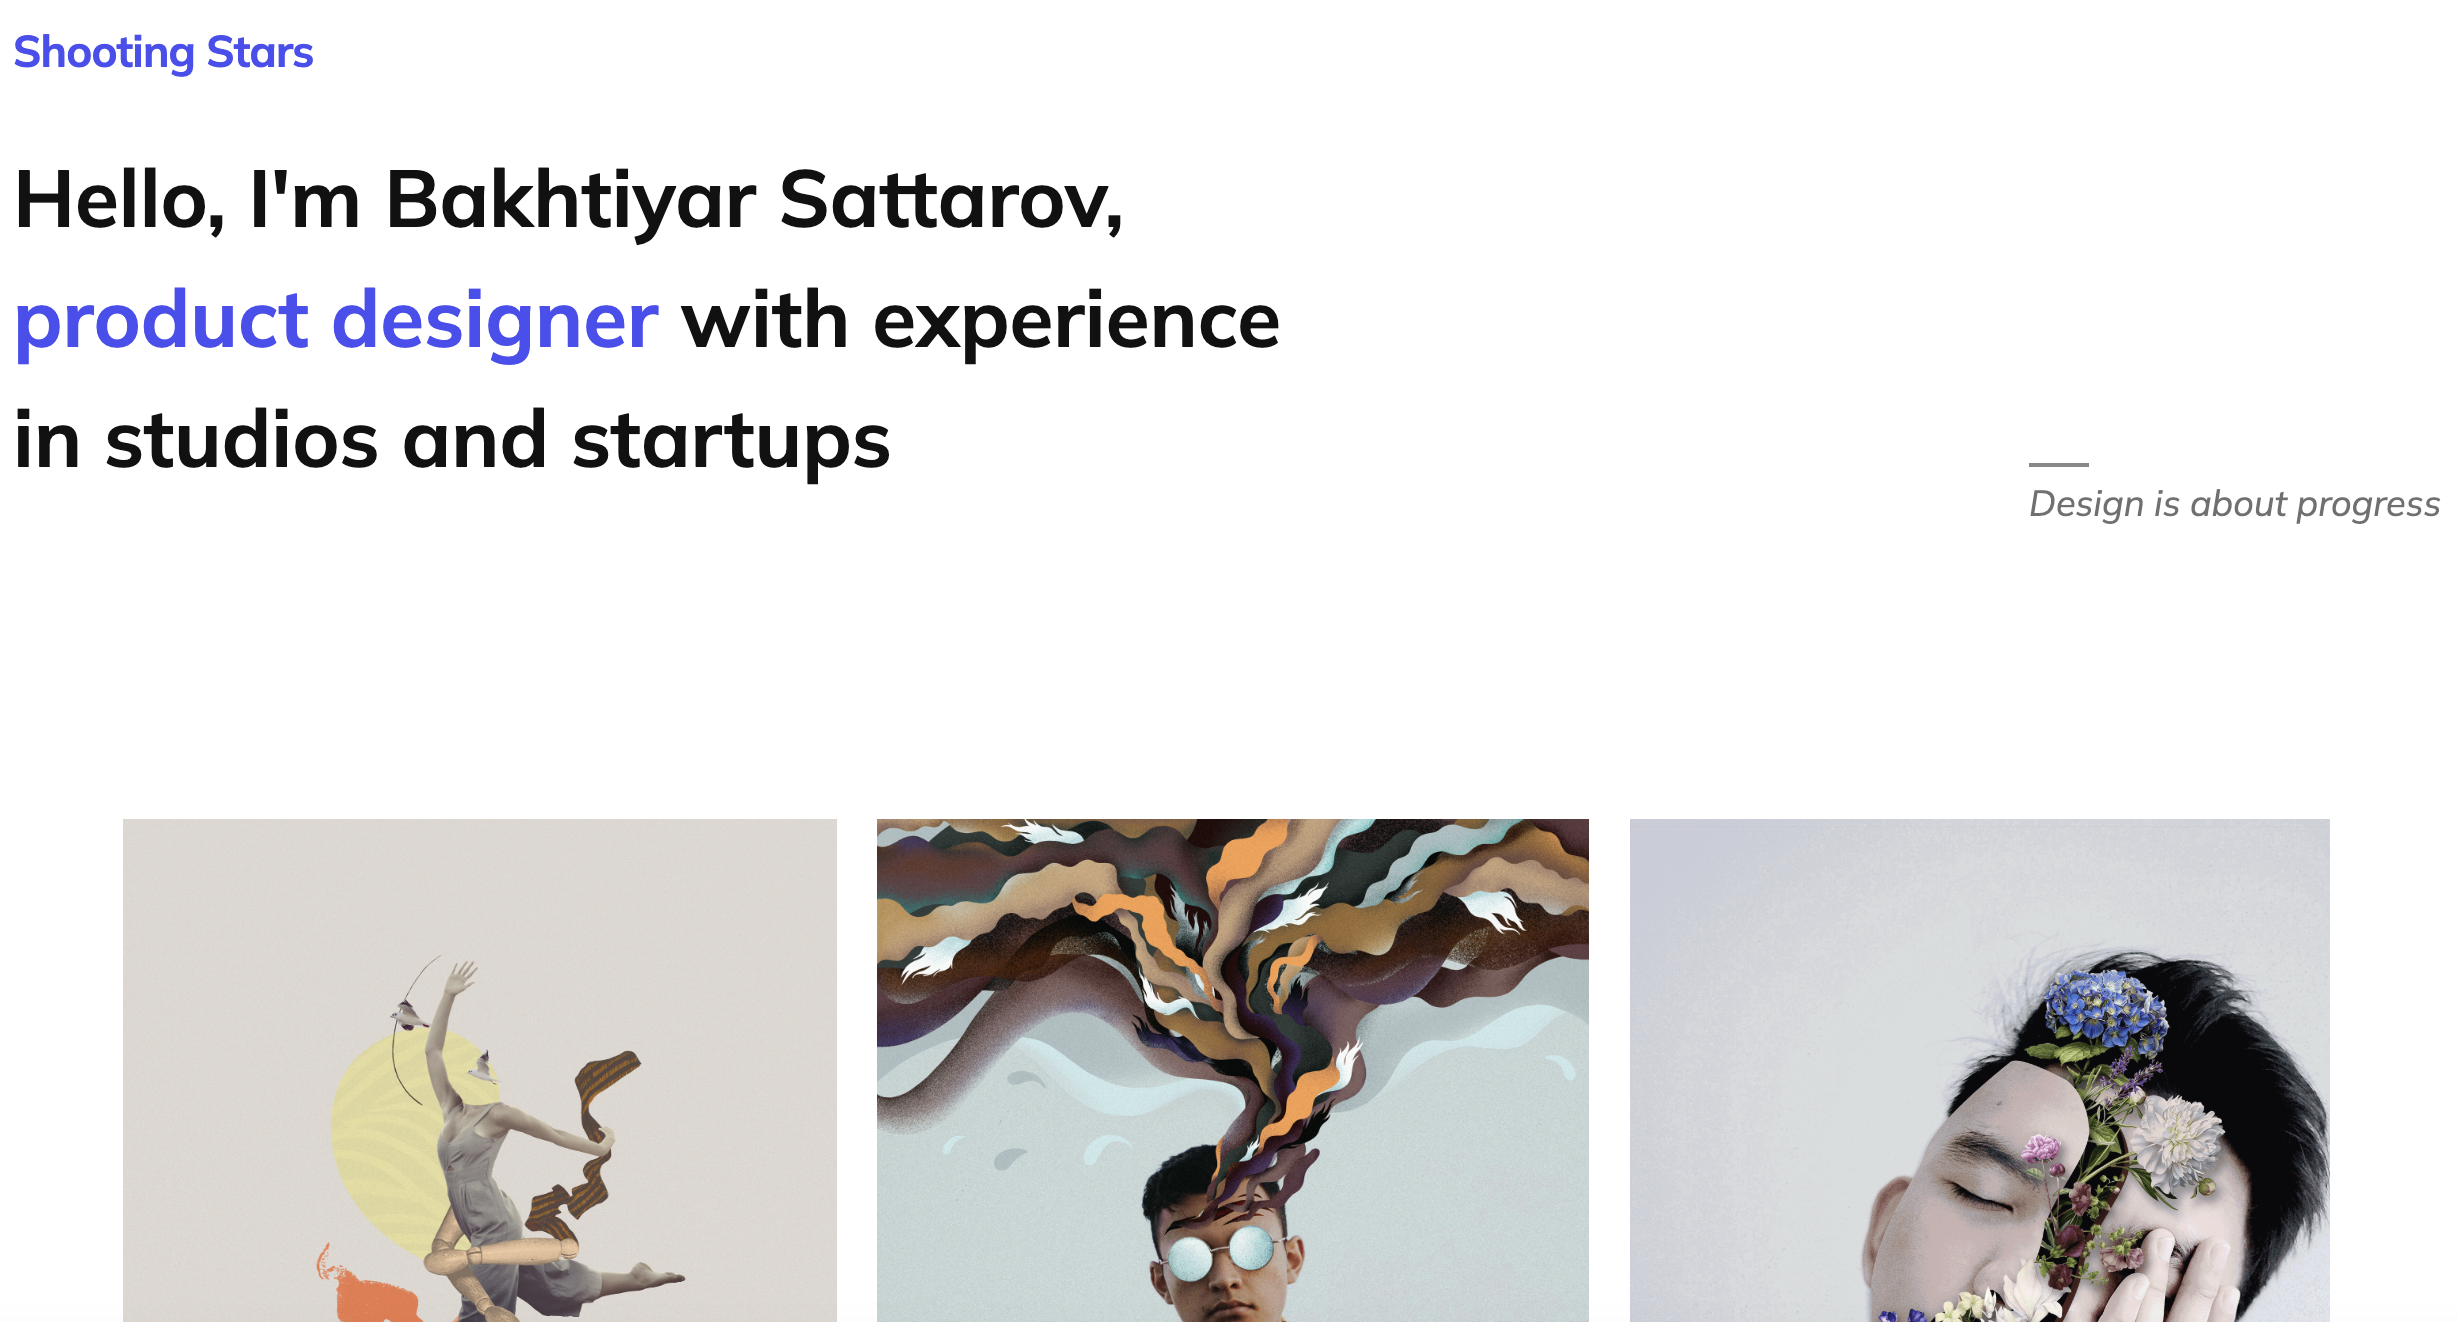 Shooting Stars
Hello, I'm Bakhtiyar Sattarov,
product designer with experience
in studios and startups
Design is about progress